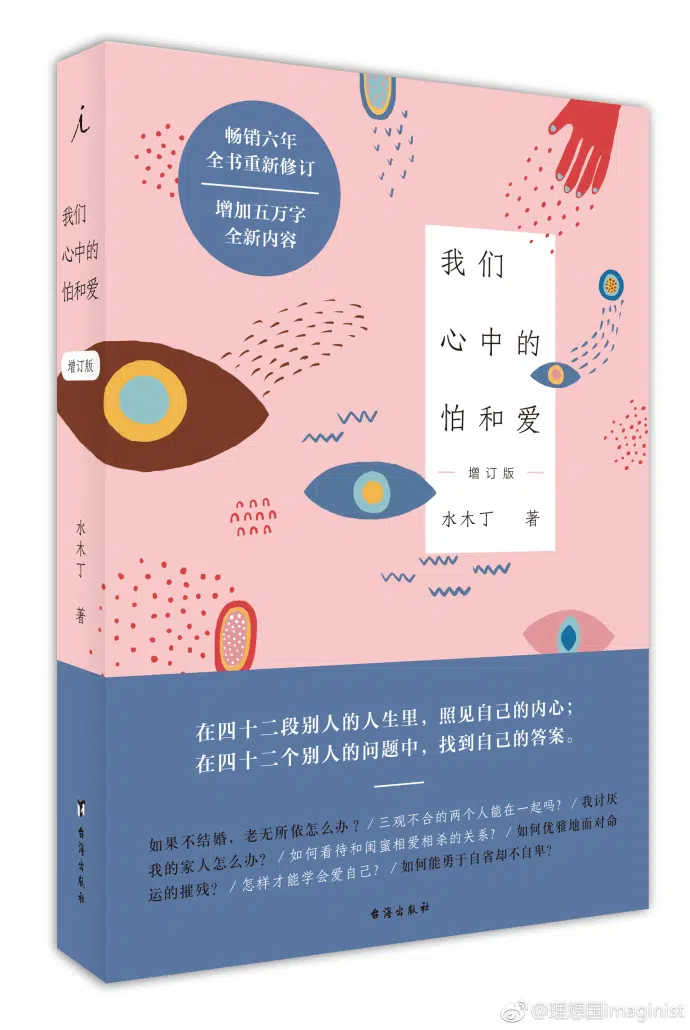 i
我们
心中的
怕和爱
增订版
水木丁 著
台海出版社
畅销六年
全书重新修订
增加五万字
全新内容
我们
心中的
怕和爱
增订版
水木丁 著
在四十二段别人的人生里，照见自己的内心；
在四十二个别人的问题中，找到自己的答案。
如果不结婚，老无所依怎么办？/三观不合的两个人能在一起吗？/我讨厌
我的家人怎么办？/如何看待和闺蜜相爱相杀的关系？/如何优雅地面对命
运的摧残？/怎样才能学会爱自己？/如何能勇于自省却不自卑？
台海出版社
@理想国imaginist